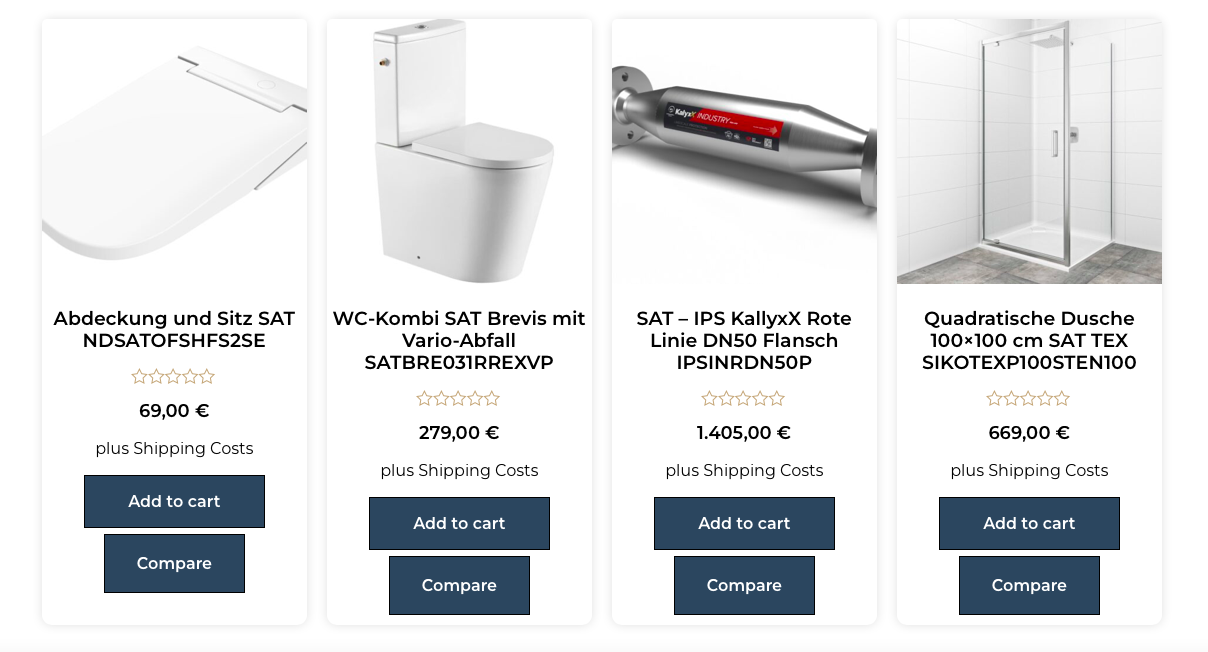 KalyxX INDUSTRY
Abdeckung und Sitz SAT
NDSATOFSHFS2SE
69,00 €
plus Shipping Costs
Add to cart
Compare
WC-Kombi SAT Brevis mit
Vario-Abfall
SATBRE031RREXVP
279,00 €
plus Shipping Costs
Add to cart
Compare
SAT – IPS KallyxX Rote
Linie DN50 Flansch
IPSINRDN50P
1.405,00 €
plus Shipping Costs
Add to cart
Compare
Quadratische Dusche
100×100 cm SAT TEX
SIKOTEXP100STEN100
669,00 €
plus Shipping Costs
Add to cart
Compare